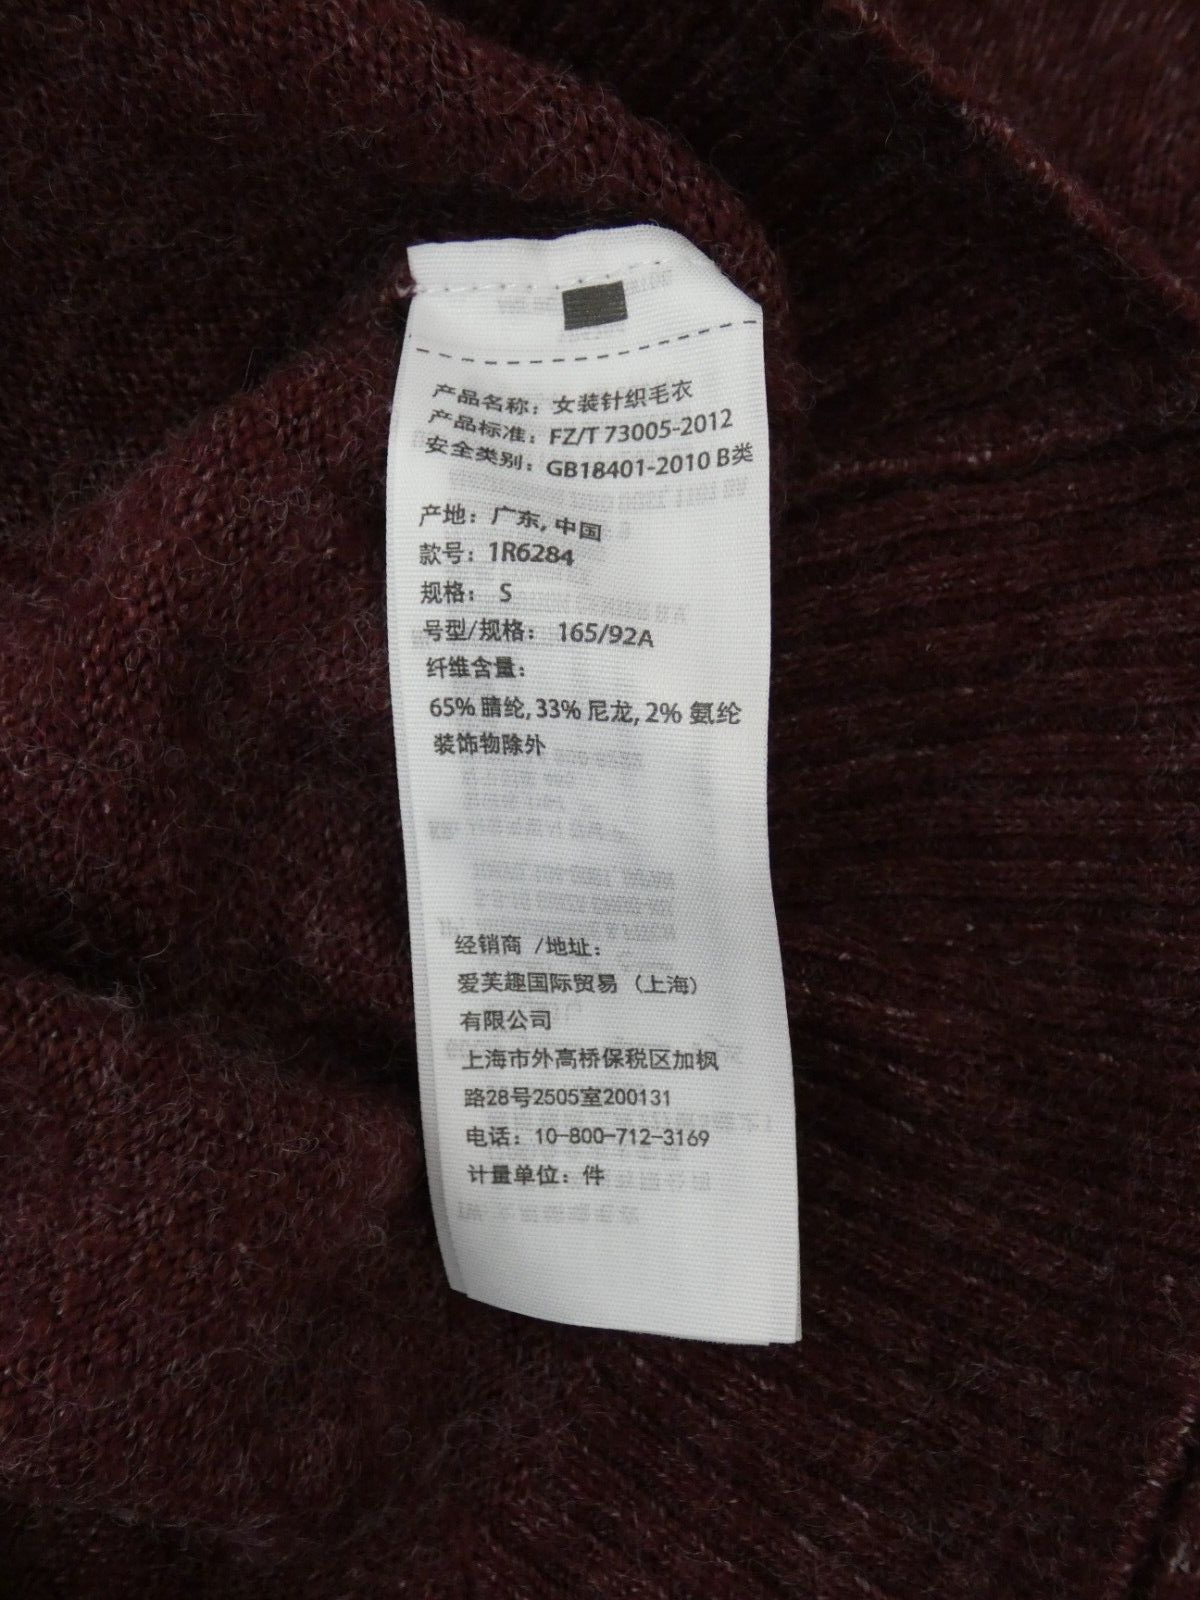 产品名称：女装针织毛衣
产品标准：FZ/T 73005-2012
安全类别：GB18401-2010 B类
产地：广东, 中国
款号：1R6284
规格： S
号型/规格： 165/92A
纤维含量：
65% 腈纶, 33% 尼龙, 2% 氨纶
装饰物除外
经销商 /地址：
爱芙趣国际贸易（上海）
有限公司
上海市外高桥保税区加枫
路28号2505室200131
电话：10-800-712-3169
计量单位：件